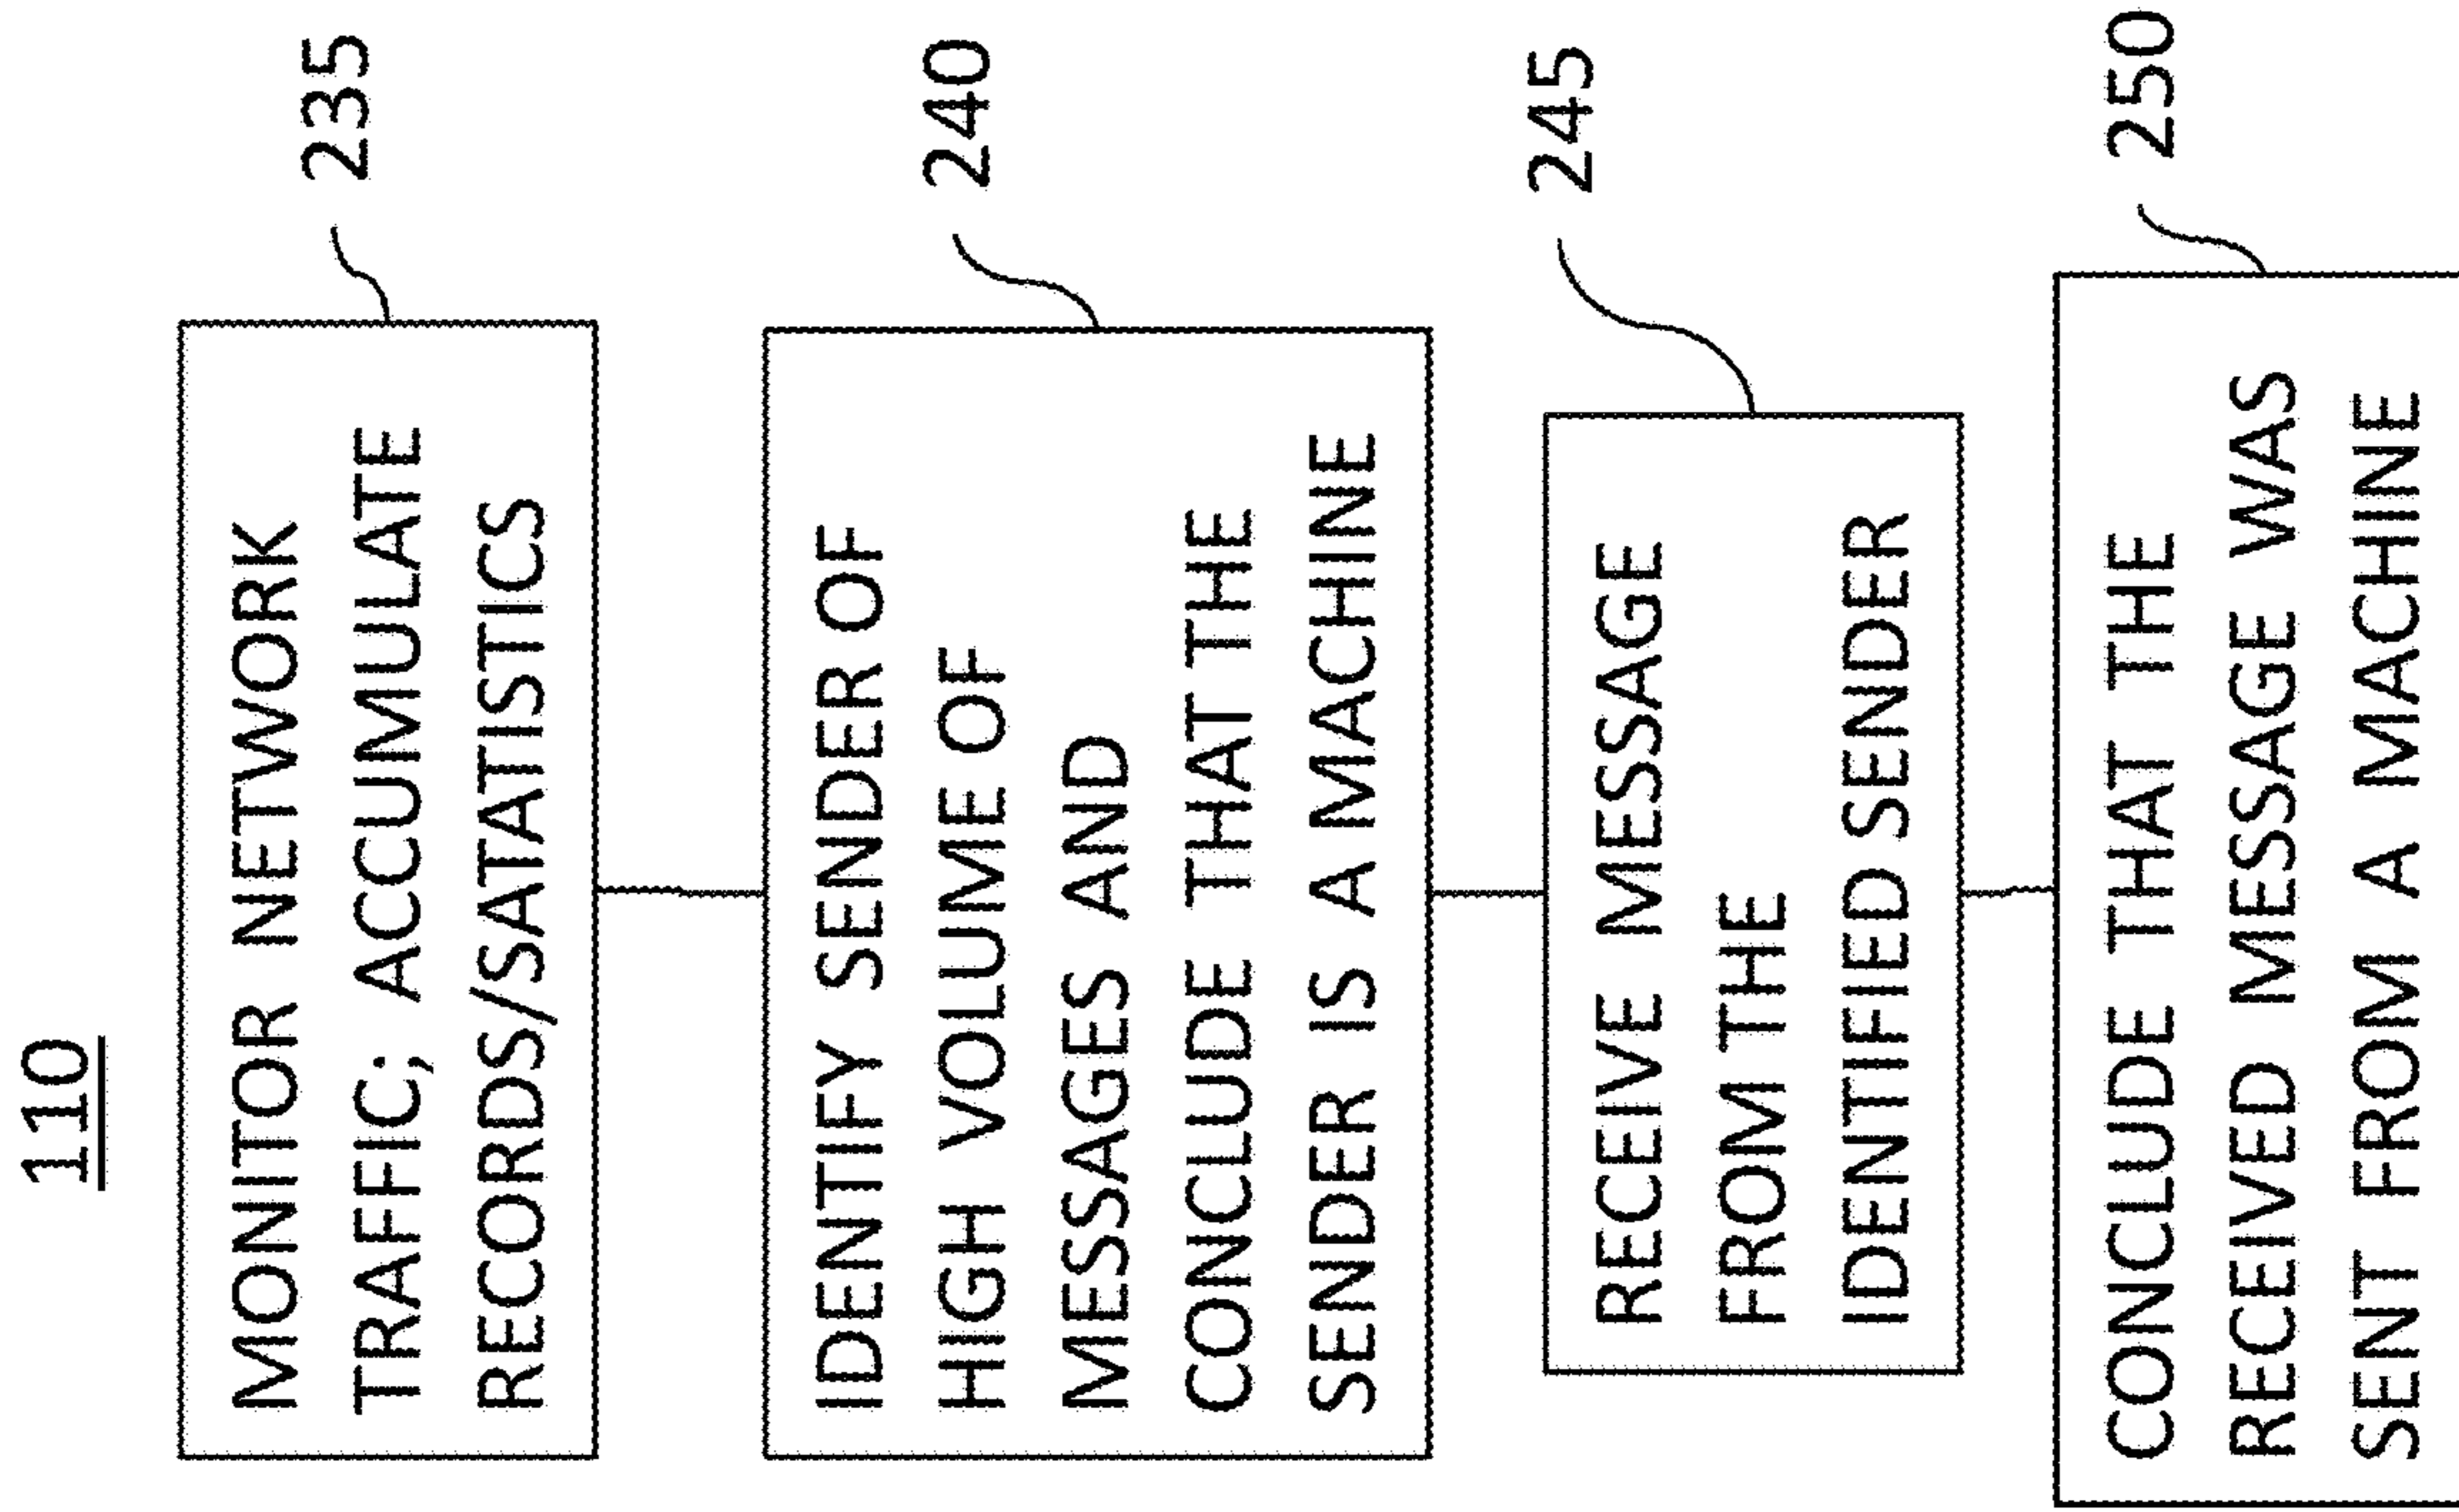 110
MONITOR NETWORK
TRAFFIC; ACCUMULATE
RECORDS/SATATISTICS
235
IDENTIFY SENDER OF
HIGH VOLUME OF
MESSAGES AND
CONCLUDE THAT THE
SENDER IS A MACHINE
240
RECEIVE MESSAGE
FROM THE
IDENTIFIED SENDER
245
CONCLUDE THAT THE
RECEIVED MESSAGE WAS
SENT FROM A MACHINE
250